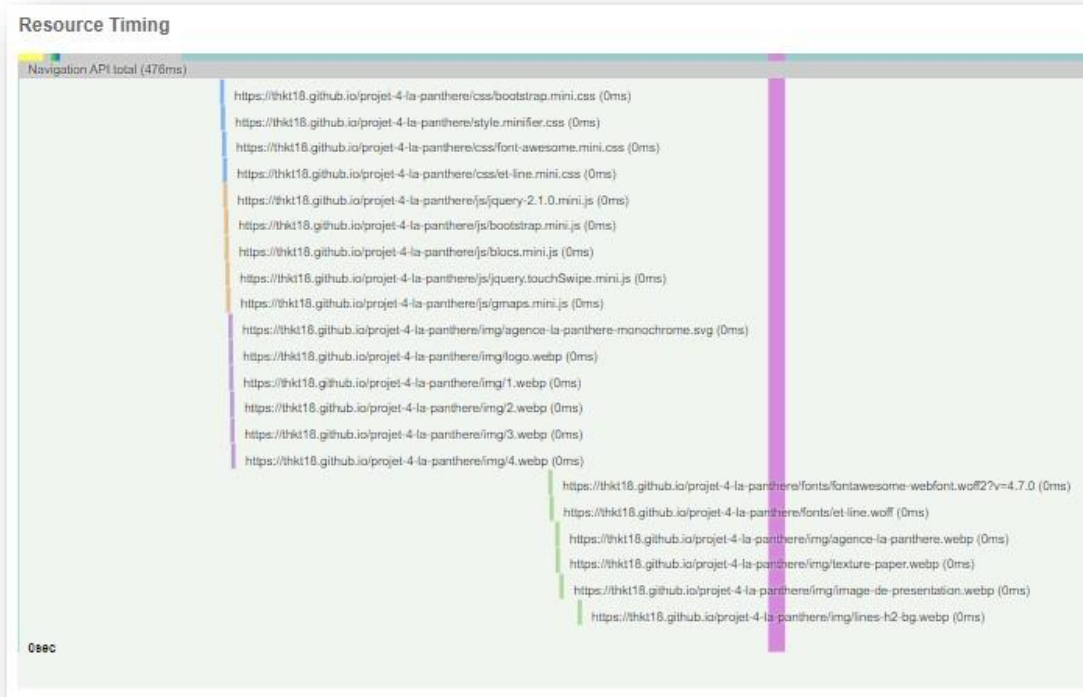 Resource Timing
Navigation API total (476ms)
https://thkt18.github.io/projet-4-la-panthere/css/bootstrap.mini.css (0ms)
https://thkt18.github.io/projet-4-la-panthere/style.minifier.css (0ms)
https://thkt18.github.io/projet-4-la-panthere/css/font-awesome.mini.css (0ms)
https://thkt18.github.io/projet-4-la-panthere/css/et-line.mini.css (0ms)
https://thkt18.github.io/projet-4-la-panthere/js/jquery-2.1.0.mini.js (0ms)
https://thkt18.github.io/projet-4-la-panthere/js/bootstrap.mini.js (0ms)
https://thkt18.github.io/projet-4-la-panthere/js/blocs.mini.js (0ms)
https://thkt18.github.io/projet-4-la-panthere/js/jquery.touchSwipe.mini.js (0ms)
https://thkt18.github.io/projet-4-la-panthere/js/gmaps.mini.js (0ms)
https://thkt18.github.io/projet-4-la-panthere/img/agence-la-panthere-monochrome.svg (0ms)
https://thkt18.github.io/projet-4-la-panthere/img/logo.webp (0ms)
https://thkt18.github.io/projet-4-la-panthere/img/1.webp (0ms)
https://thkt18.github.io/projet-4-la-panthere/img/2.webp (0ms)
https://thkt18.github.io/projet-4-la-panthere/img/3.webp (0ms)
https://thkt18.github.io/projet-4-la-panthere/img/4.webp (0ms)
https://thkt18.github.io/projet-4-la-panthere/fonts/fontawesome-webfont.woff2?v=4.7.0 (0ms)
https://thkt18.github.io/projet-4-la-panthere/fonts/et-line.woff (0ms)
https://thkt18.github.io/projet-4-la-panthere/img/agence-la-panthere.webp (0ms)
https://thkt18.github.io/projet-4-la-panthere/img/texture-paper.webp (0ms)
https://thkt18.github.io/projet-4-la-panthere/img/image-de-presentation.webp (0ms)
https://thkt18.github.io/projet-4-la-panthere/img/lines-h2-bg.webp (0ms)
0sec